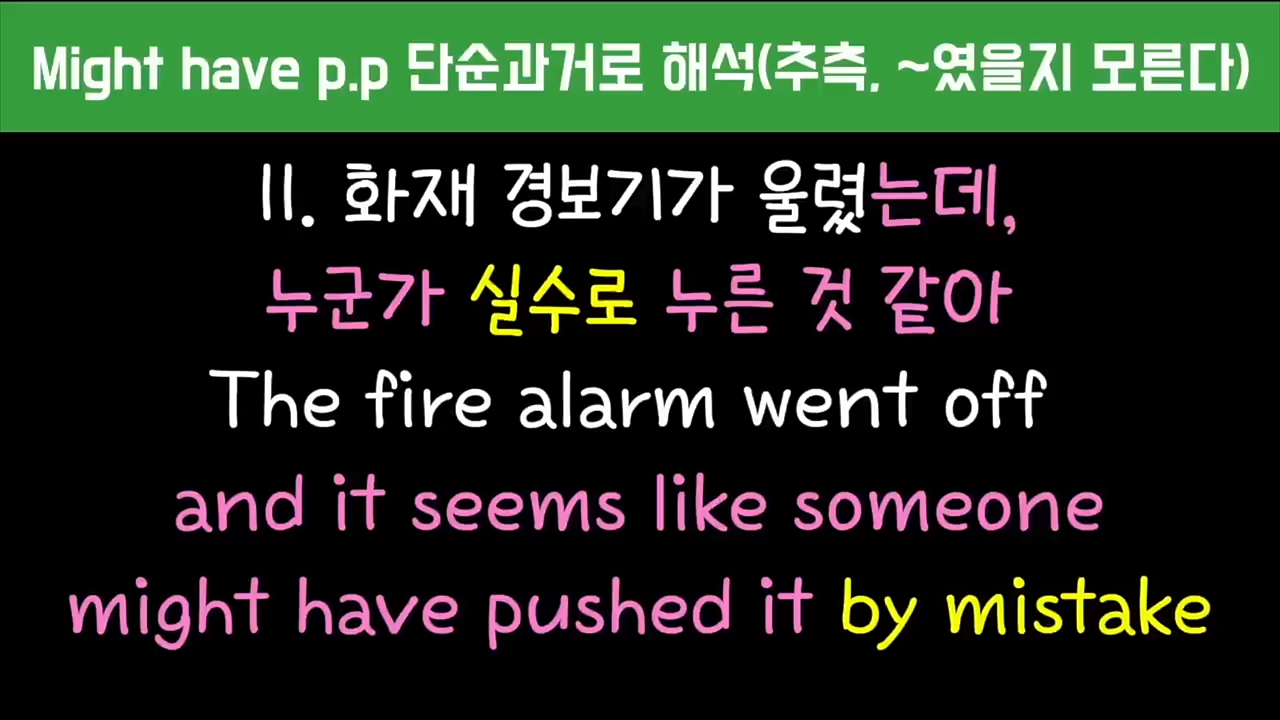 Might have p.p 단순과거로 해석(추측, ~였을지 모른다)
11. 화재 경보기가 울렸는데,
누군가 실수로 누른 것 같아
The fire alarm went off
and it seems like someone
might have pushed it by mistake